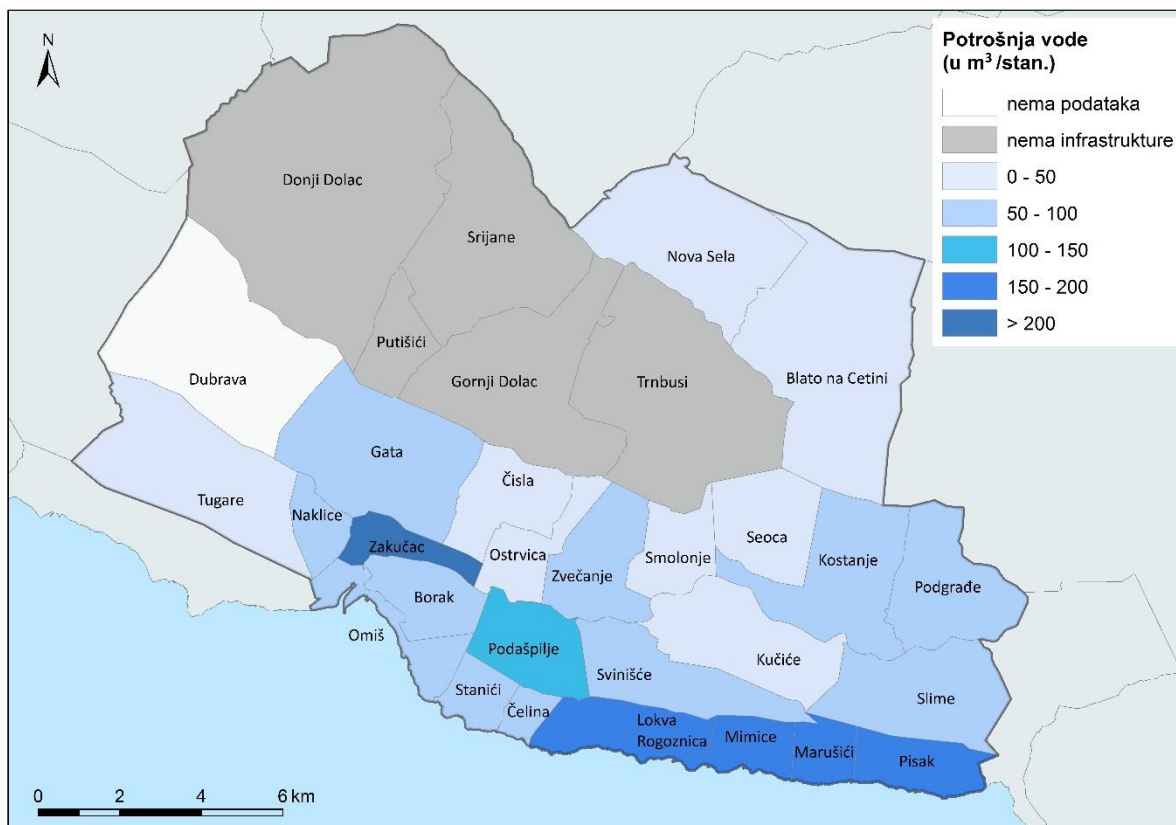 N
Potrošnja vode
(u m³/stan.)
nema podataka
nema infrastrukture
0 - 50
50 - 100
100 - 150
150 - 200
> 200
Donji Dolac
Srijane
Nova Sela
Putišići
Dubrava
Gornji Dolac
Trnbusi
Blato na Cetini
Gata
Čisla
Tugare
Naklice
Zakučac
Ostrvica
Zvečanje
Smolonje
Seoca
Kostanje
Podgrađe
Borak
Omiš
Podašpilje
Kučiće
Svinišće
Stanići
Slime
Čelina
Lokva
Rogoznica
Mimice
Marušići
Pisak
0 2 4 6 km